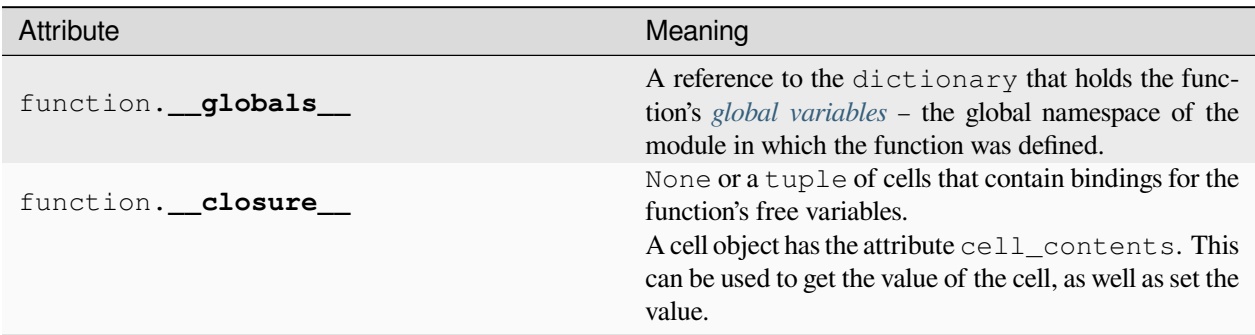 Attribute Meaning
function.__globals__ A reference to the dictionary that holds the func-
tion's global variables – the global namespace of the
module in which the function was defined.
function.__closure__ None or a tuple of cells that contain bindings for the
function's free variables.
A cell object has the attribute cell_contents. This
can be used to get the value of the cell, as well as set the
value.